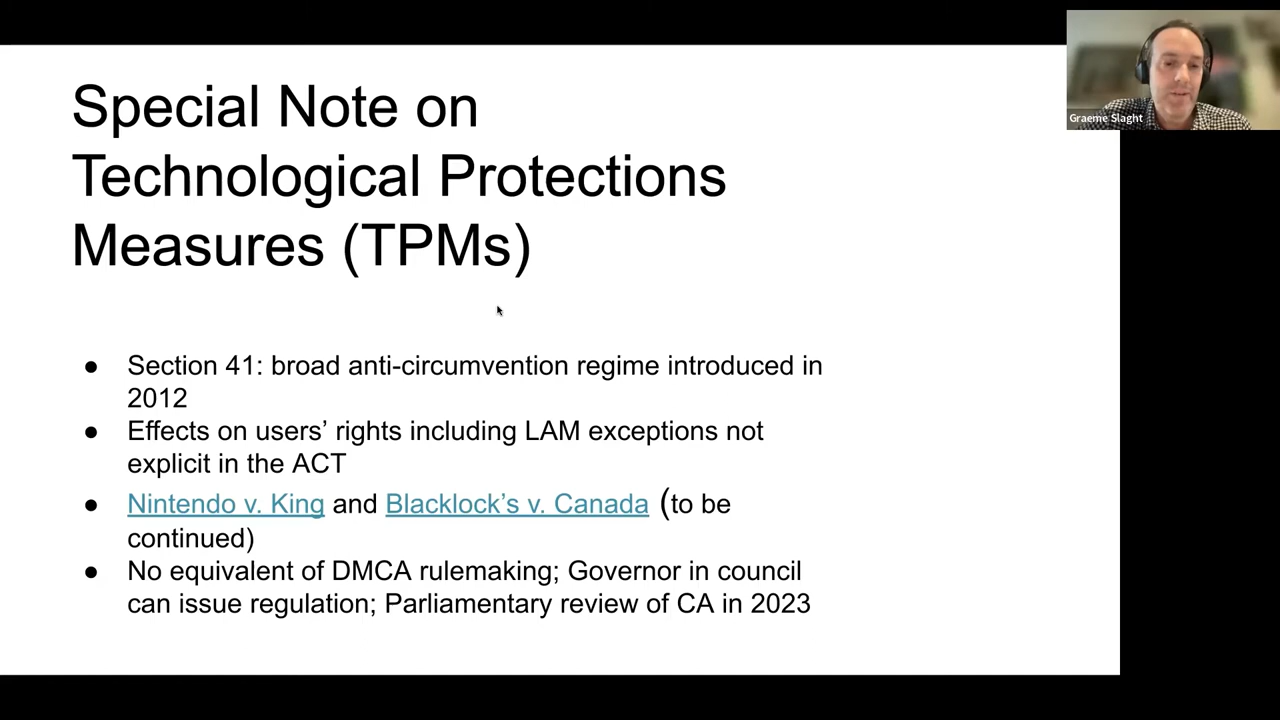 Special Note on
Technological Protections
Measures (TPMs)
● Section 41: broad anti-circumvention regime introduced in
2012
● Effects on users’ rights including LAM exceptions not
explicit in the ACT
● Nintendo v. King and Blacklock’s v. Canada (to be
continued)
● No equivalent of DMCA rulemaking; Governor in council
can issue regulation; Parliamentary review of CA in 2023
Graeme Slaght